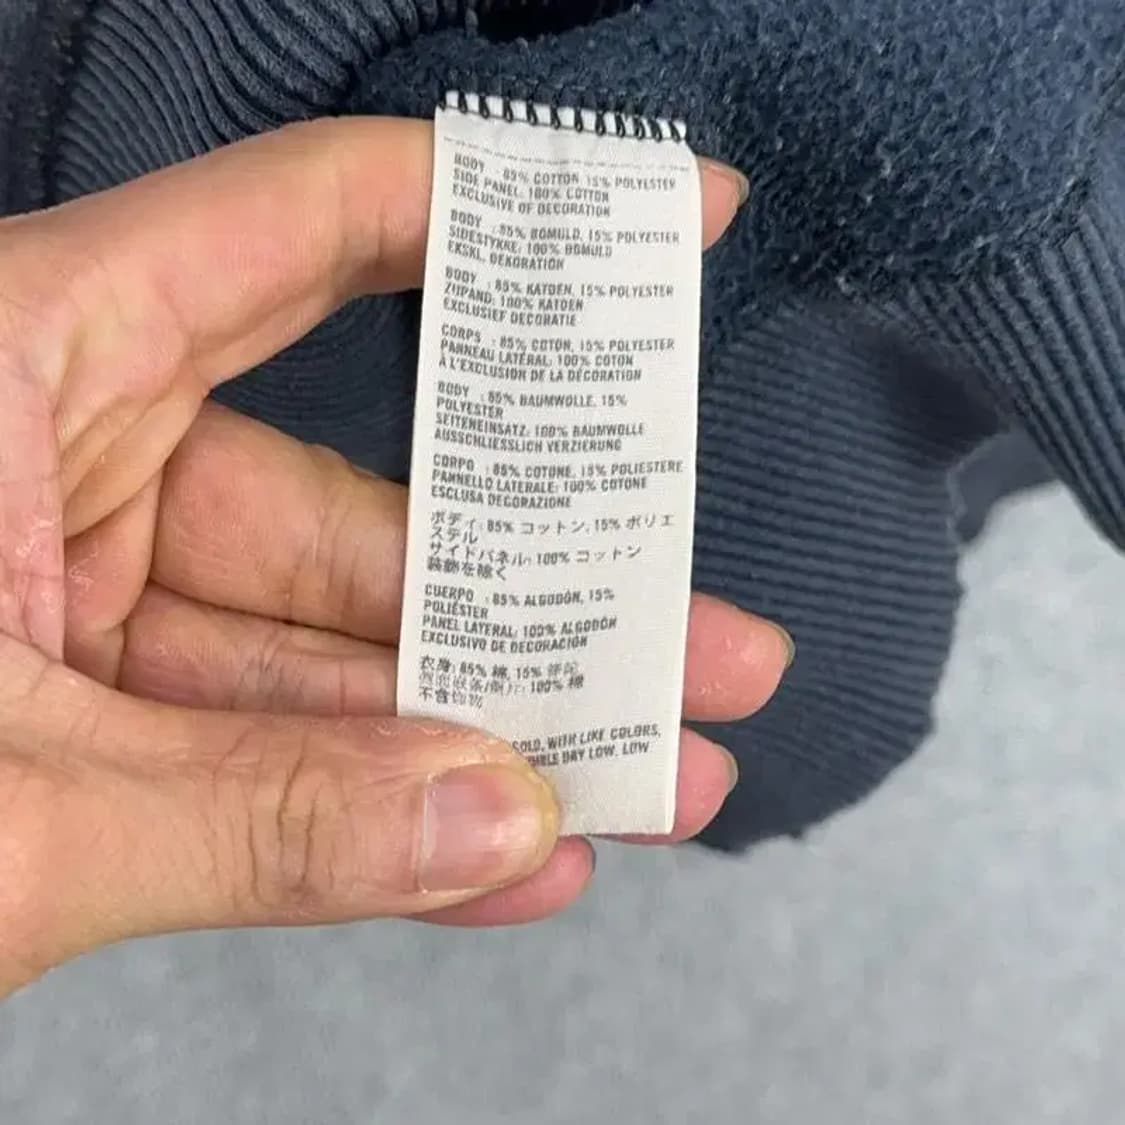 BODY : 85% COTTON, 15% POLYESTER
SIDE PANEL: 100% COTTON
EXCLUSIVE OF DECORATION
BODY : 85% BOMULD, 15% POLYESTER
SIDESTYKKE: 100% BOMULD
EKSKL. DEKORATION
BODY : 85% KATOEN, 15% POLYESTER
ZIJPAND: 100% KATOEN
EXCLUSIEF DECORATIE
CORPS : 85% COTON, 15% POLYESTER
PANNEAU LATÉRAL: 100% COTON
À L'EXCLUSION DE LA DÉCORATION
BODY : 85% BAUMWOLLE, 15%
POLYESTER
SEITENEINSATZ: 100% BAUMWOLLE
AUSSCHLIESSLICH VERZIERUNG
CORPO : 85% COTONE, 15% POLIESTERE
PANNELLO LATERALE: 100% COTONE
ESCLUSA DECORAZIONE
ボディ: 85% コットン, 15% ポリエ
ステル
サイドパネル: 100% コットン
装飾を除く
CUERPO : 85% ALGODÓN, 15%
POLIÉSTER
PANEL LATERAL: 100% ALGODÓN
EXCLUSIVO DE DECORACIÓN
衣身: 85% 棉, 15%
100% 棉
不含饰物
COLD, WITH LIKE COLORS,
DRY LOW, LOW